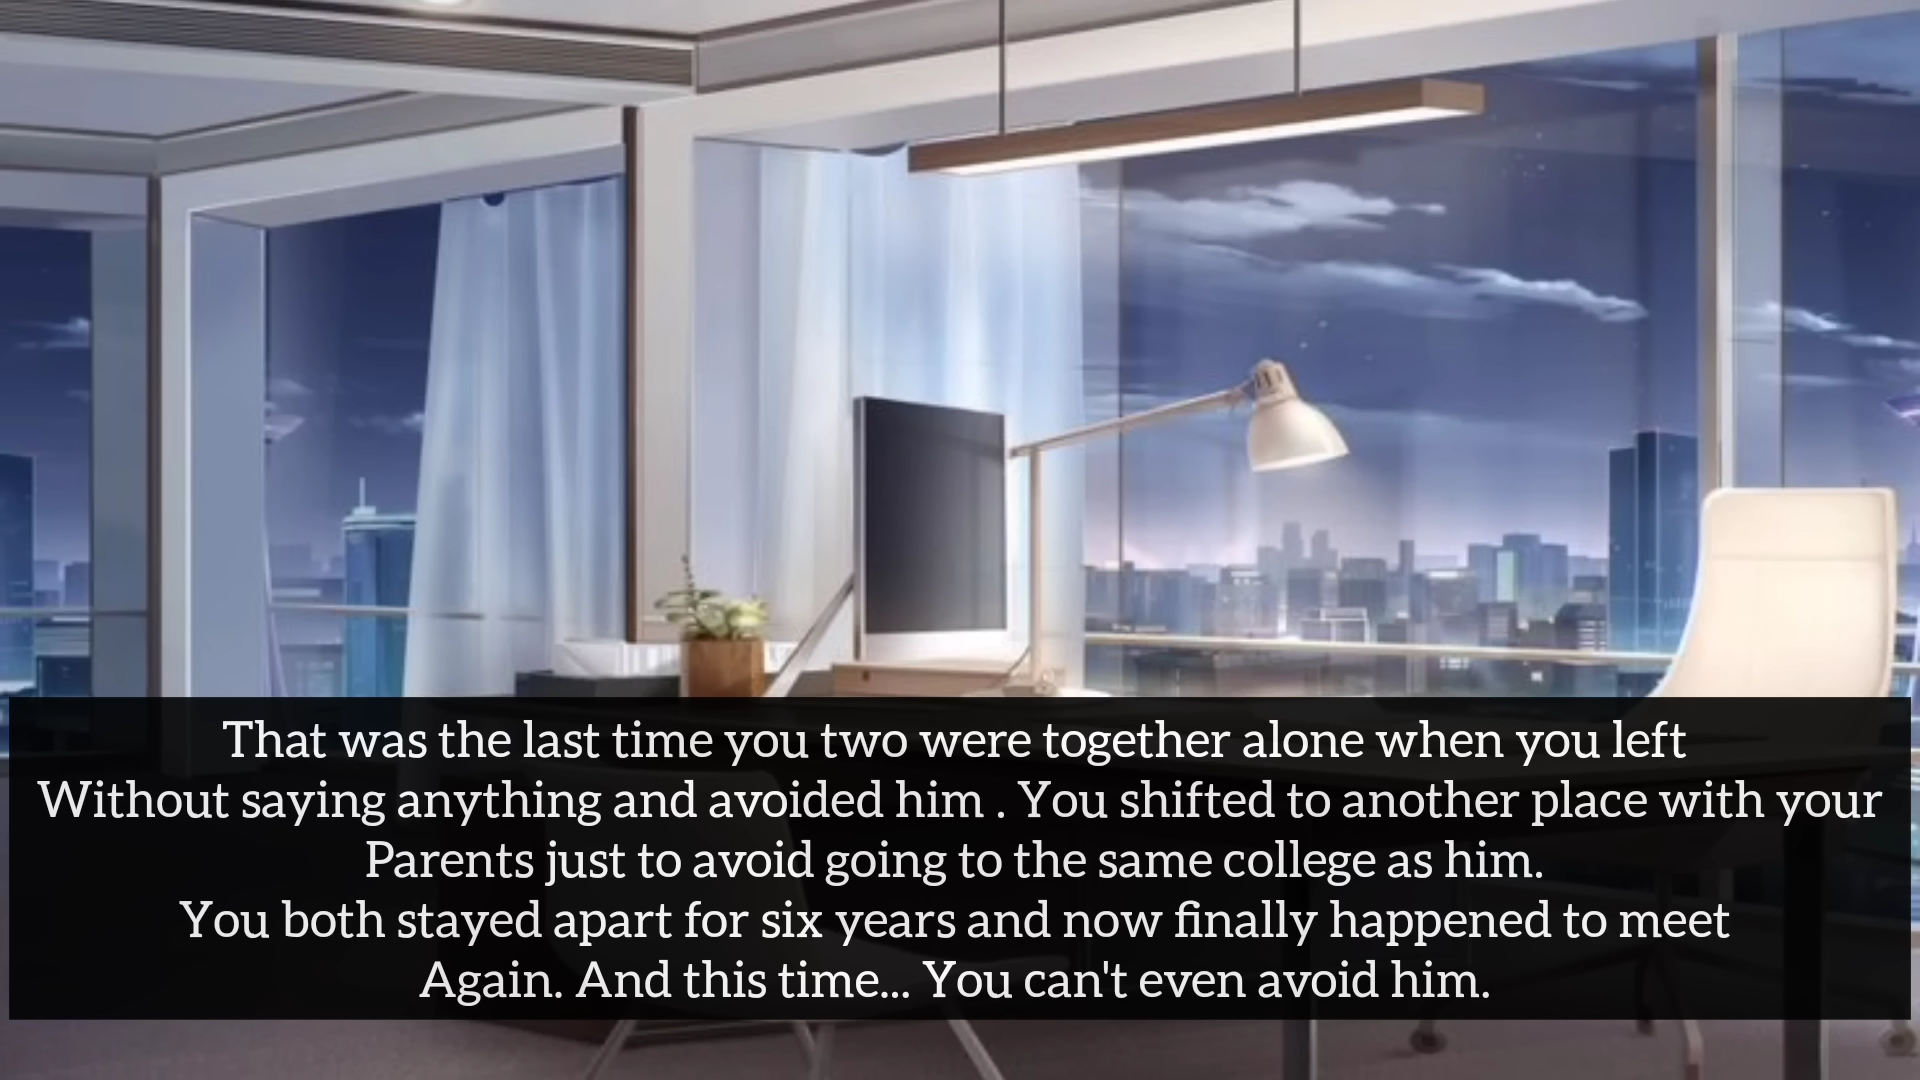 That was the last time you two were together alone when you left
Without saying anything and avoided him . You shifted to another place with your
Parents just to avoid going to the same college as him.
You both stayed apart for six years and now finally happened to meet
Again. And this time... You can't even avoid him.